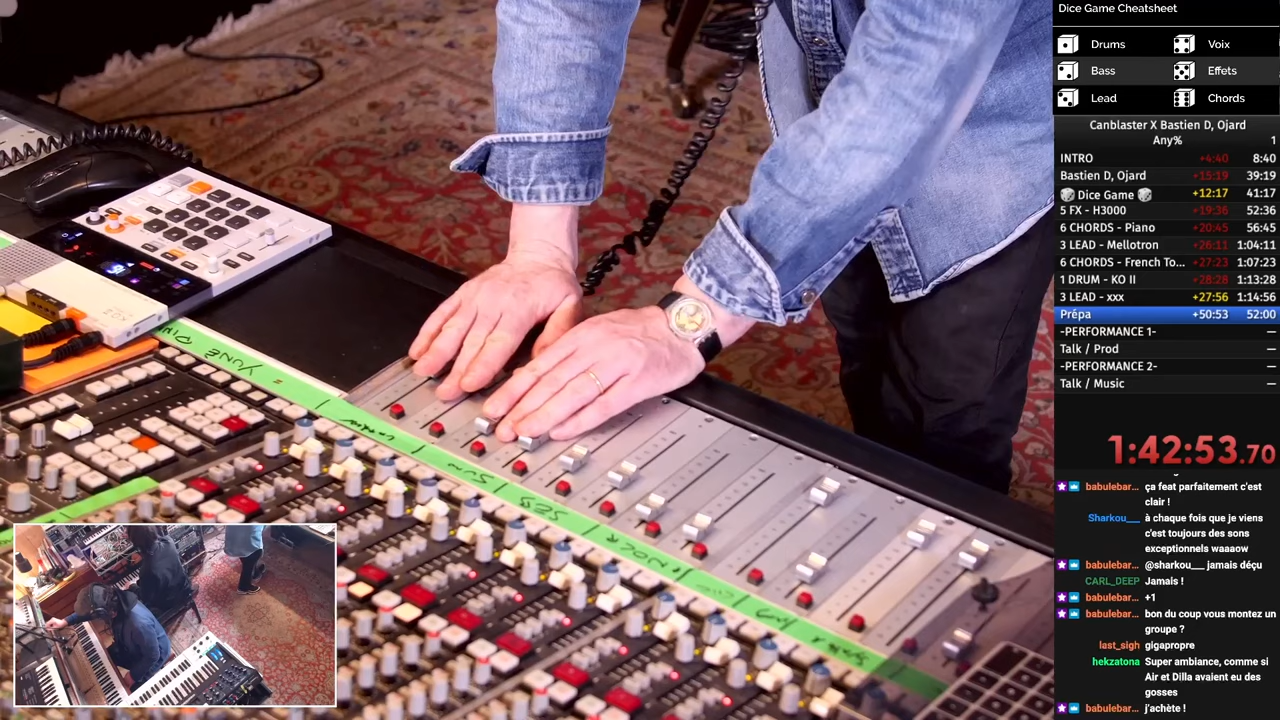 Dice Game Cheatsheet
Drums Voix
Bass Effets
Lead Chords
Canblaster X Bastien D, Ojard
Any% 1
INTRO +4:40 8:40
Bastien D, Ojard +15:19 39:19
Dice Game +12:17 41:17
5 FX - H3000 +19:36 52:36
6 CHORDS - Piano +20:45 56:45
3 LEAD - Mellotron +26:11 1:04:11
6 CHORDS - French To... +27:23 1:07:23
1 DRUM - KO II +28:28 1:13:28
3 LEAD - xxx +27:56 1:14:56
Prépa +50:53 52:00
-PERFORMANCE 1- —
Talk / Prod —
-PERFORMANCE 2- —
Talk / Music —
1:42:53.70
babulebar... ça feat parfaitement c'est
clair !
Sharkou__ à chaque fois que je viens
c'est toujours des sons
exceptionnels waaaow
babulebar... @sharkou__ jamais déçu
CARL_DEEP Jamais !
babulebar... +1
babulebar... bon du coup vous montez un
groupe ?
last_sigh gigapropre
hekzatona Super ambiance, comme si
Air et Dilla avaient eu des
gosses
babulebar... j'achète !